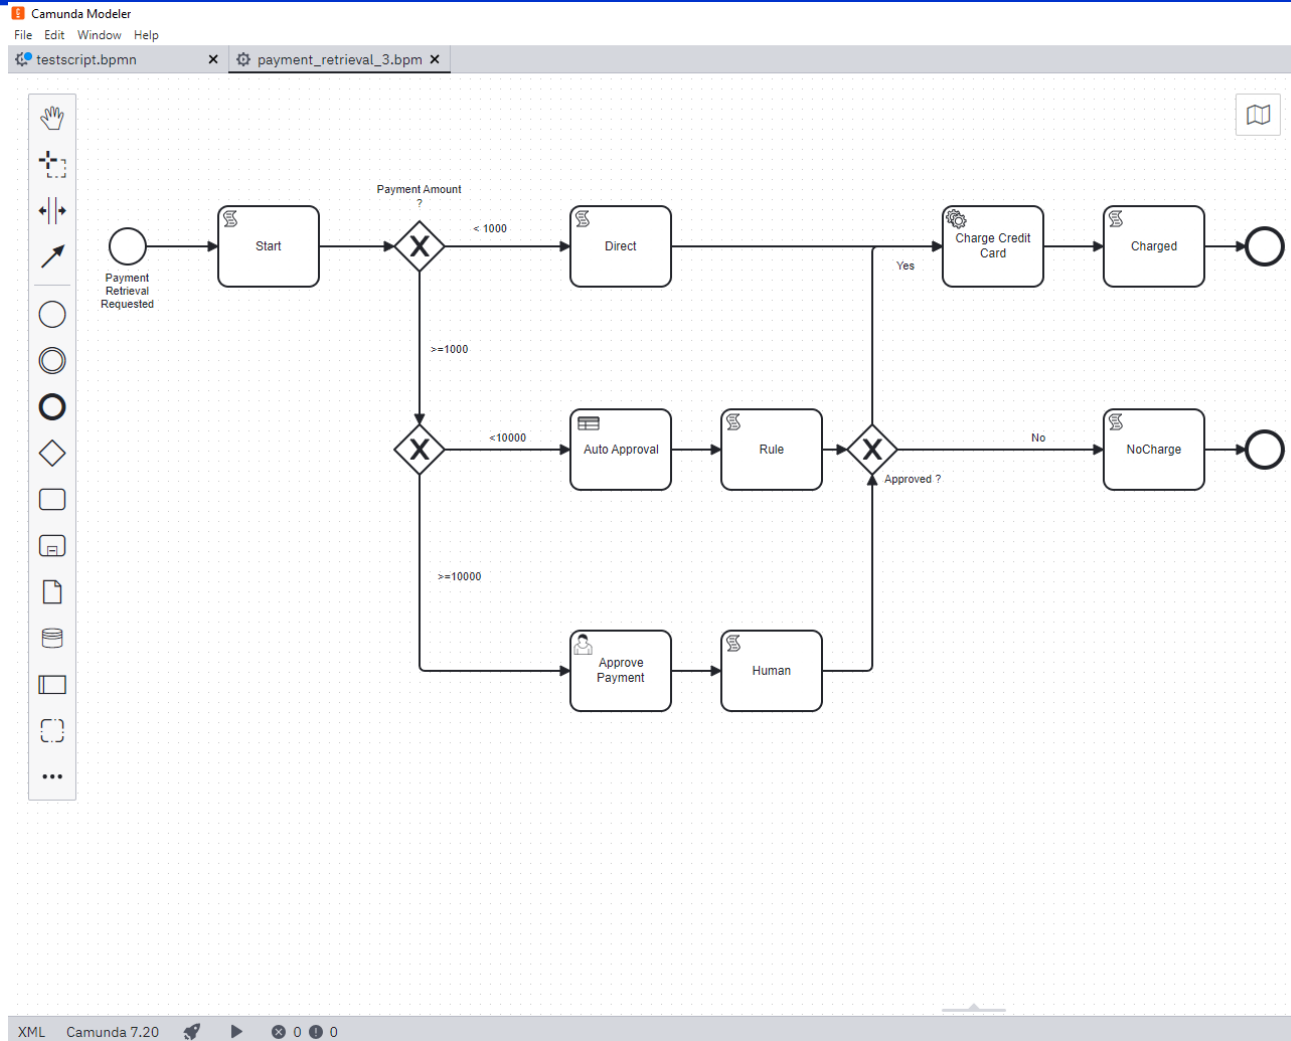 Camunda Modeler
File Edit Window Help
testscript.bpmn
payment_retrieval_3.bpm
Payment Amount
?
< 1000
Start
Direct
Charge Credit
Card
Charged
Yes
Payment
Retrieval
Requested
>=1000
<10000
Auto Approval
Rule
No
NoCharge
Approved ?
>=10000
Approve
Payment
Human
XML Camunda 7.20 0 0